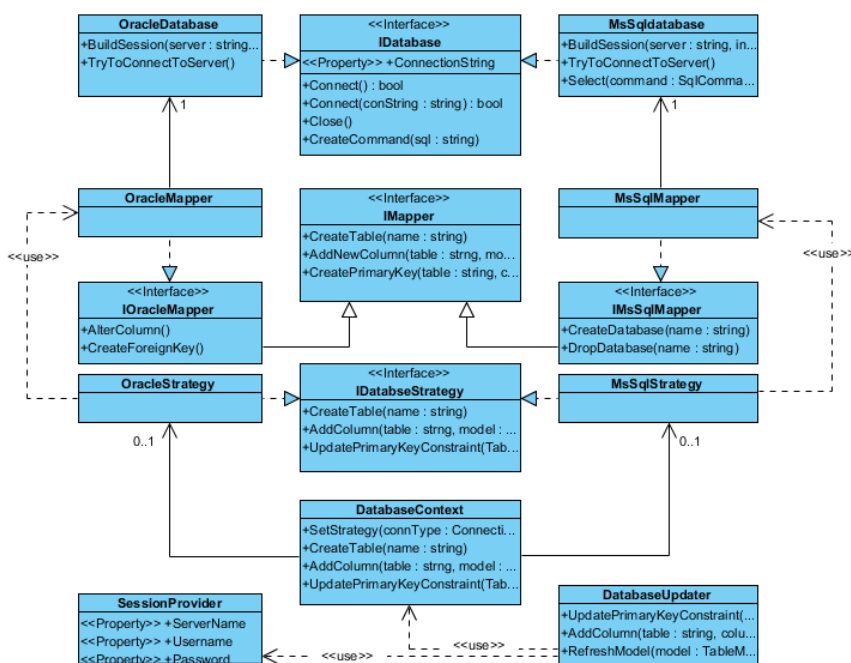 OracleDatabase
+BuildSession(server : string...
+TryToConnectToServer()
<<Interface>>
IDatabase
<<Property>> +ConnectionString
+Connect() : bool
+Connect(conString : string) : bool
+Close()
+CreateCommand(sql : string)
MsSqldatabase
+BuildSession(server : string, in...
+TryToConnectToServer()
+Select(command : SqlComma...
1
1
OracleMapper
<<Interface>>
IMapper
+CreateTable(name : string)
+AddNewColumn(table : strng, mo...
+CreatePrimaryKey(table : string, c...
MsSqlMapper
<<use>>
<<use>>
<<Interface>>
IOracleMapper
+AlterColumn()
+CreateForeignKey()
<<Interface>>
IMsSqlMapper
+CreateDatabase(name : string)
+DropDatabase(name : string)
OracleStrategy
<<Interface>>
IDatabseStrategy
+CreateTable(name : string)
+AddColumn(table : strng, model : ...
+UpdatePrimaryKeyConstraint(Tab...
MsSqlStrategy
0..1
0..1
DatabaseContext
+SetStrategy(connType : Connecti...
+CreateTable(name : string)
+AddColumn(table : strng, model : ...
+UpdatePrimaryKeyConstraint(Tab...
SessionProvider
<<Property>> +ServerName
<<Property>> +Username
<<Property>> +Password
DatabaseUpdater
+UpdatePrimaryKeyConstraint(...
+AddColumn(table : string, colu...
+RefreshModel(model : TableM...
<<use>>
<<use>>